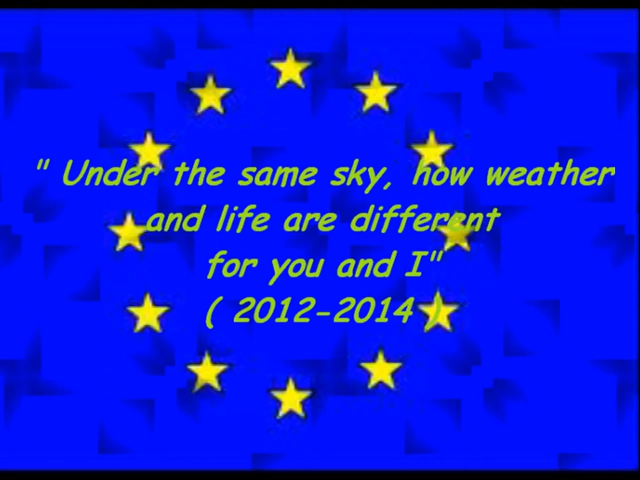 " Under the same sky, how weather
and life are different
for you and I"
( 2012-2014 )